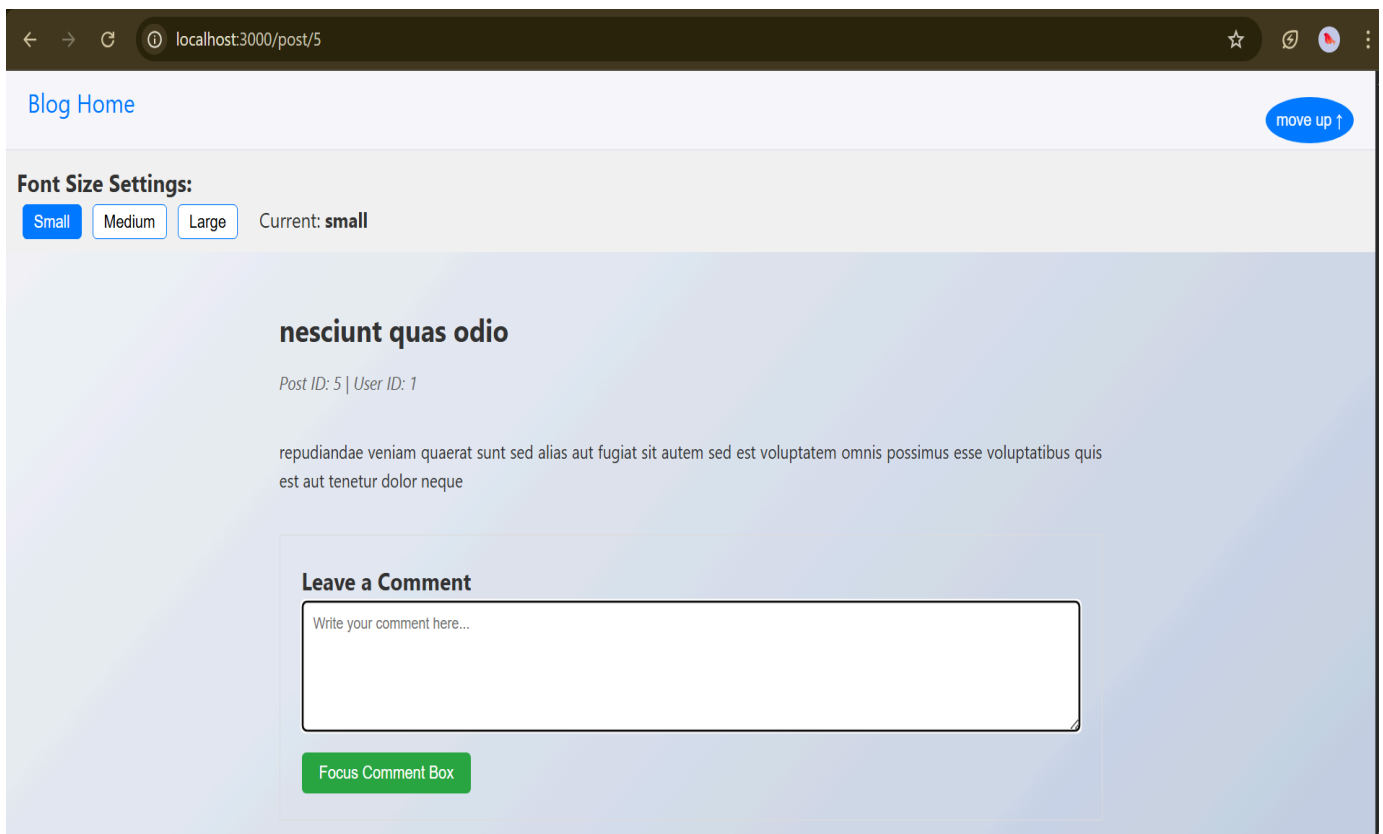 localhost:3000/post/5
Blog Home
move up ↑
Font Size Settings:
Small Medium Large Current: small
nesciunt quas odio
Post ID: 5 | User ID: 1
repudiandae veniam quaerat sunt sed alias aut fugiat sit autem sed est voluptatem omnis possimus esse voluptatibus quis
est aut tenetur dolor neque
Leave a Comment
Write your comment here...
Focus Comment Box